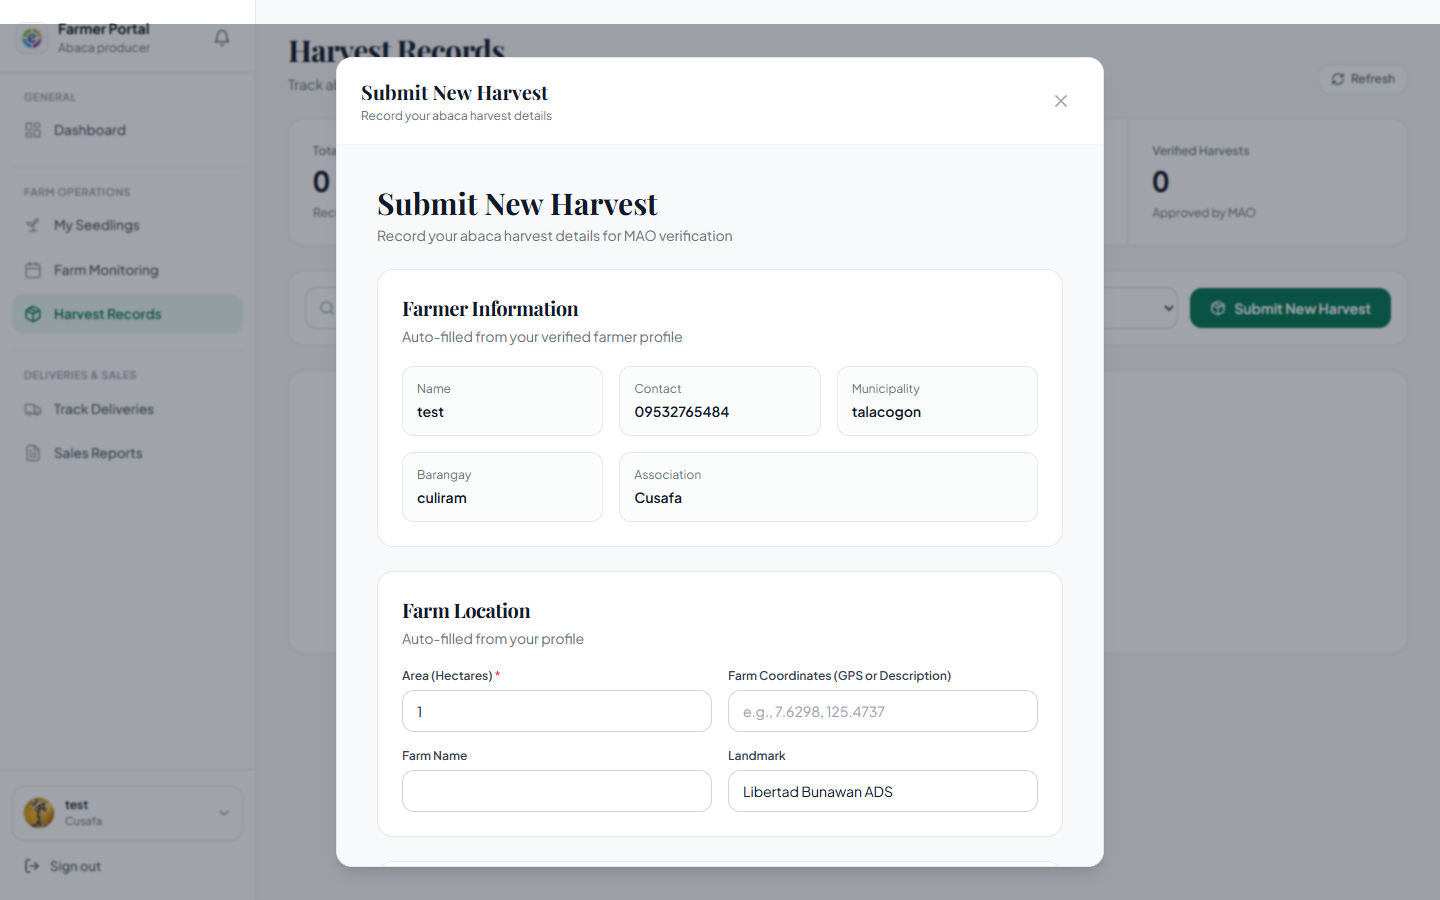 Farmer Portal
Abaca producer
GENERAL
Dashboard
FARM OPERATIONS
My Seedlings
Farm Monitoring
Harvest Records
DELIVERIES & SALES
Track Deliveries
Sales Reports
test
Cusafa
Sign out
Harvest Records
Track
Refresh
0
Verified Harvests
0
Approved by MAO
Submit New Harvest
Submit New Harvest
Record your abaca harvest details
Submit New Harvest
Record your abaca harvest details for MAO verification
Farmer Information
Auto-filled from your verified farmer profile
Name
test
Contact
09532765484
Municipality
talacogon
Barangay
culiram
Association
Cusafa
Farm Location
Auto-filled from your profile
Area (Hectares) *
1
Farm Coordinates (GPS or Description)
e.g., 7.6298, 125.4737
Farm Name
Landmark
Libertad Bunawan ADS